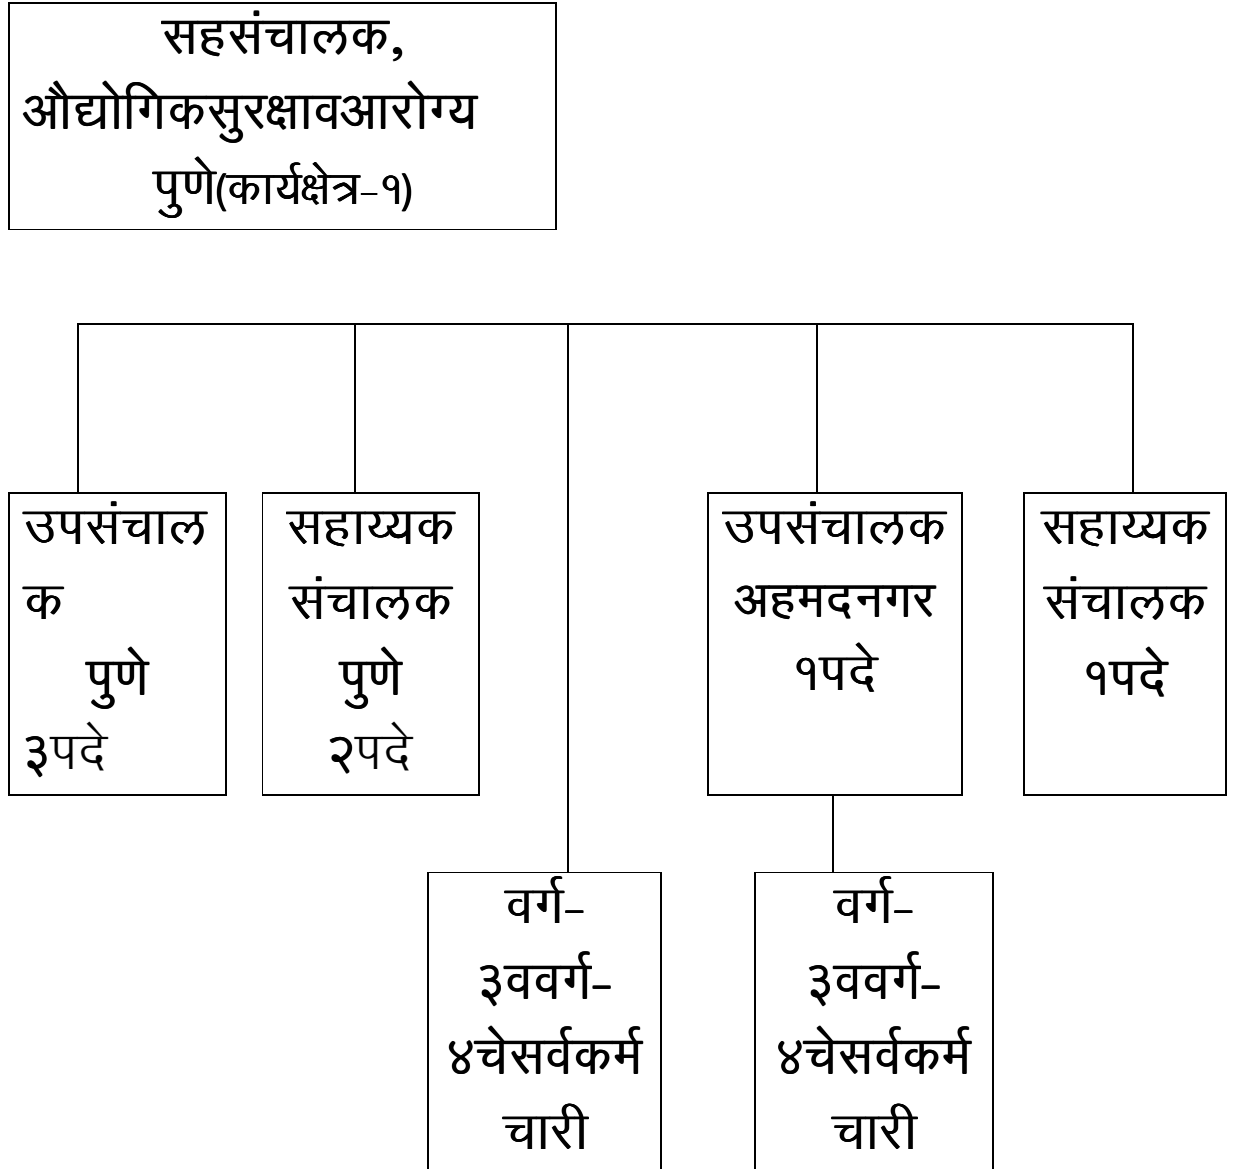 सहसंचालक,
औद्योगिकसुरक्षावआरोग्य
पुणे(कार्यक्षेत्र–१)
उपसंचाल
क
पुणे
३पदे
सहाय्यक
संचालक
पुणे
२पदे
उपसंचालक
अहमदनगर
१पदे
सहाय्यक
संचालक
१पदे
वर्ग–
३ववर्ग–
४चेसर्वकर्म
चारी
वर्ग–
३ववर्ग–
४चेसर्वकर्म
चारी